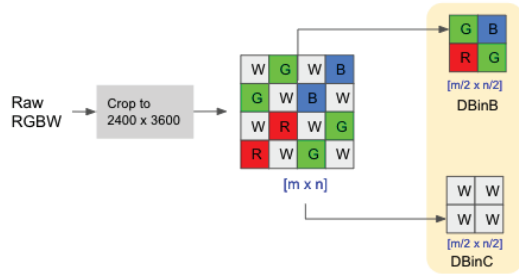 Raw
RGBW
Crop to
2400 x 3600
W G W B
G W B W
W R W G
R W G W
[m x n]
G B
R G
[m/2 x n/2]
DBinB
W W
W W
[m/2 x n/2]
DBinC